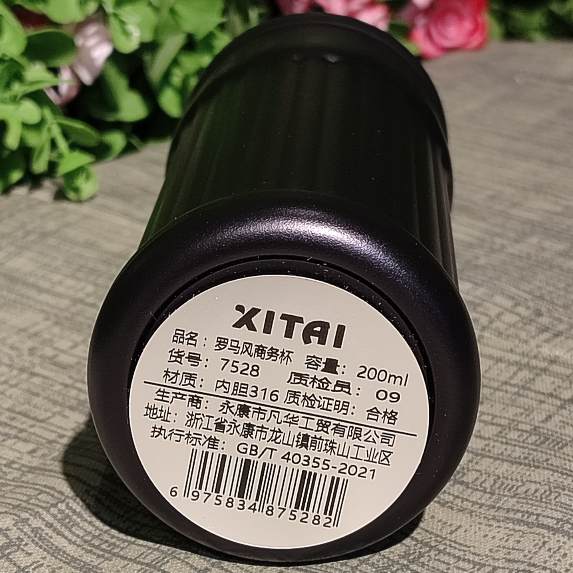 XITAI
品名：罗马风商务杯 容量：200ml
货号：7528 质检员：09
材质：内胆316 质检证明：合格
生产商：永康市凡华工贸有限公司
地址：浙江省永康市龙山镇前珠山工业区
执行标准：GB/T 40355-2021
6 975834 875282